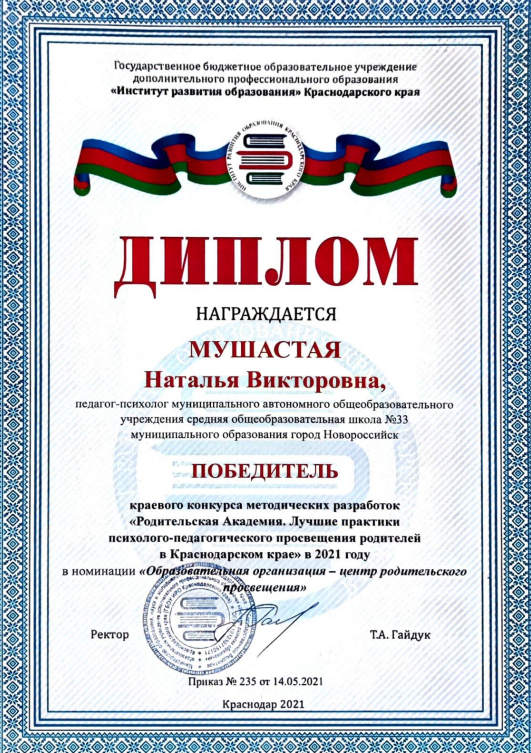 Государственное бюджетное образовательное учреждение
дополнительного профессионального образования
«Институт развития образования» Краснодарского края
ИНСТИТУТ РАЗВИТИЯ ОБРАЗОВАНИЯ КРАСНОДАРСКОГО КРАЯ
ДИПЛОМ
НАГРАЖДАЕТСЯ
МУШАСТАЯ
Наталья Викторовна,
педагог-психолог муниципального автономного общеобразовательного
учреждения средняя общеобразовательная школа №33
муниципального образования город Новороссийск
ПОБЕДИТЕЛЬ
краевого конкурса методических разработок
«Родительская Академия. Лучшие практики
психолого-педагогического просвещения родителей
в Краснодарском крае» в 2021 году
в номинации «Образовательная организация – центр родительского
просвещения»
Ректор
Т.А. Гайдук
Приказ № 235 от 14.05.2021
Краснодар 2021